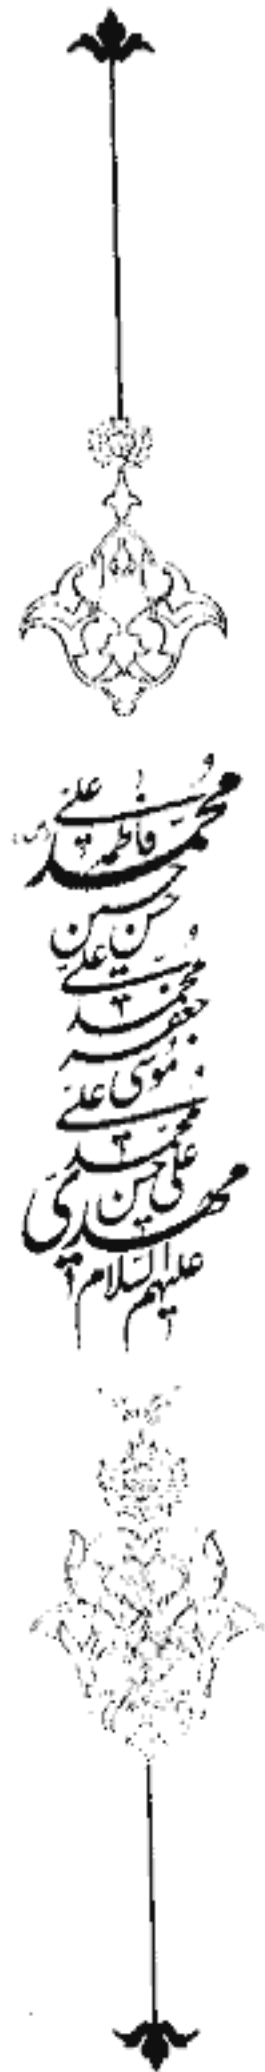 محمد (ص)
علی فاطمه
حسن حسین
علی
محمد
جعفر
موسی علی
محمد
علی حسن
مهدی
علیهم السلام